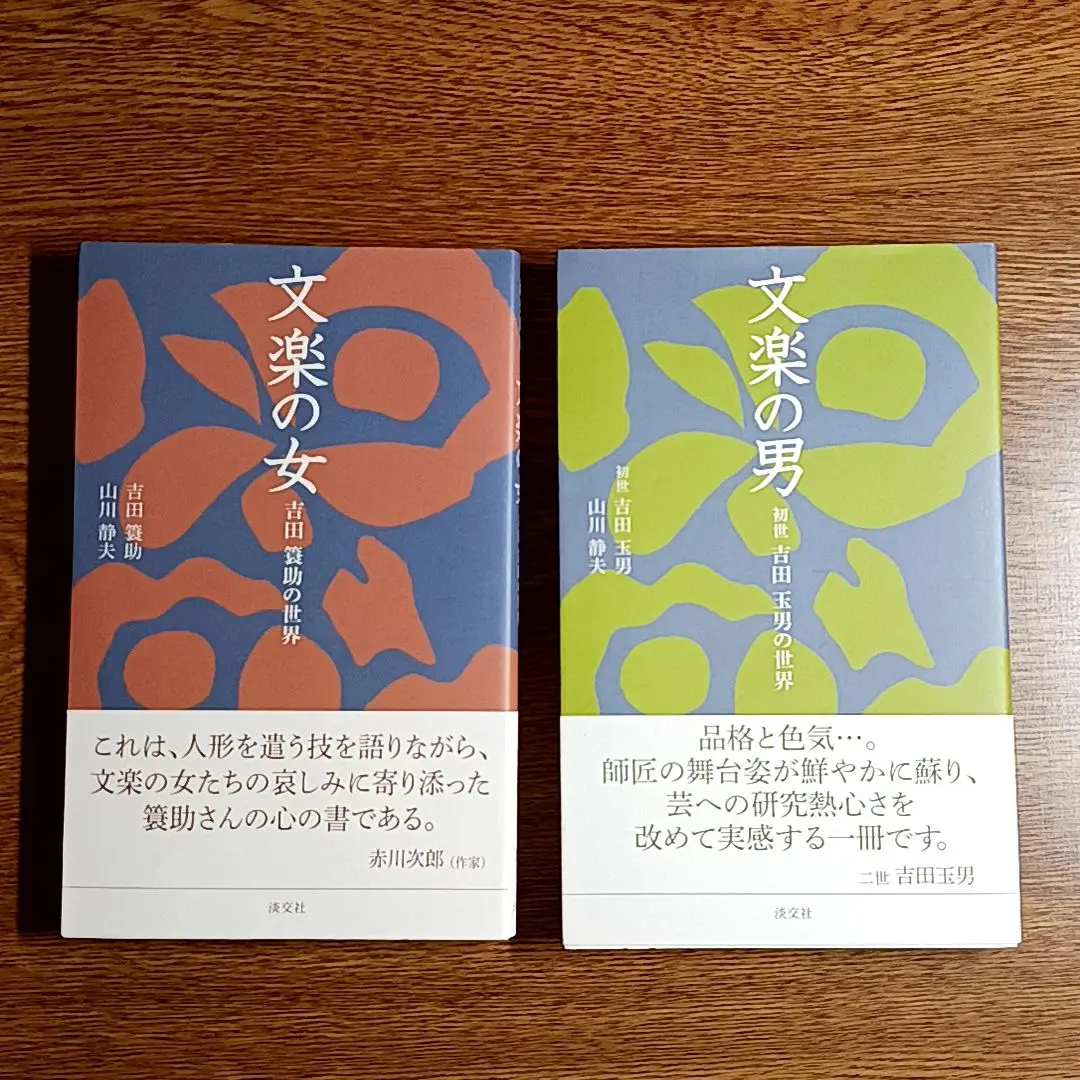 文楽の女
吉田 簑助の世界
吉田 簑助
山川 静夫
これは、人形を遣う技を語りながら、
文楽の女たちの哀しみに寄り添った
簑助さんの心の書である。
赤川次郎（作家）
淡交社
文楽の男
初世 吉田 玉男の世界
初世 吉田 玉男
山川 静夫
品格と色気…。
師匠の舞台姿が鮮やかに蘇り、
芸への研究熱心さを
改めて実感する一冊です。
二世 吉田玉男
淡交社